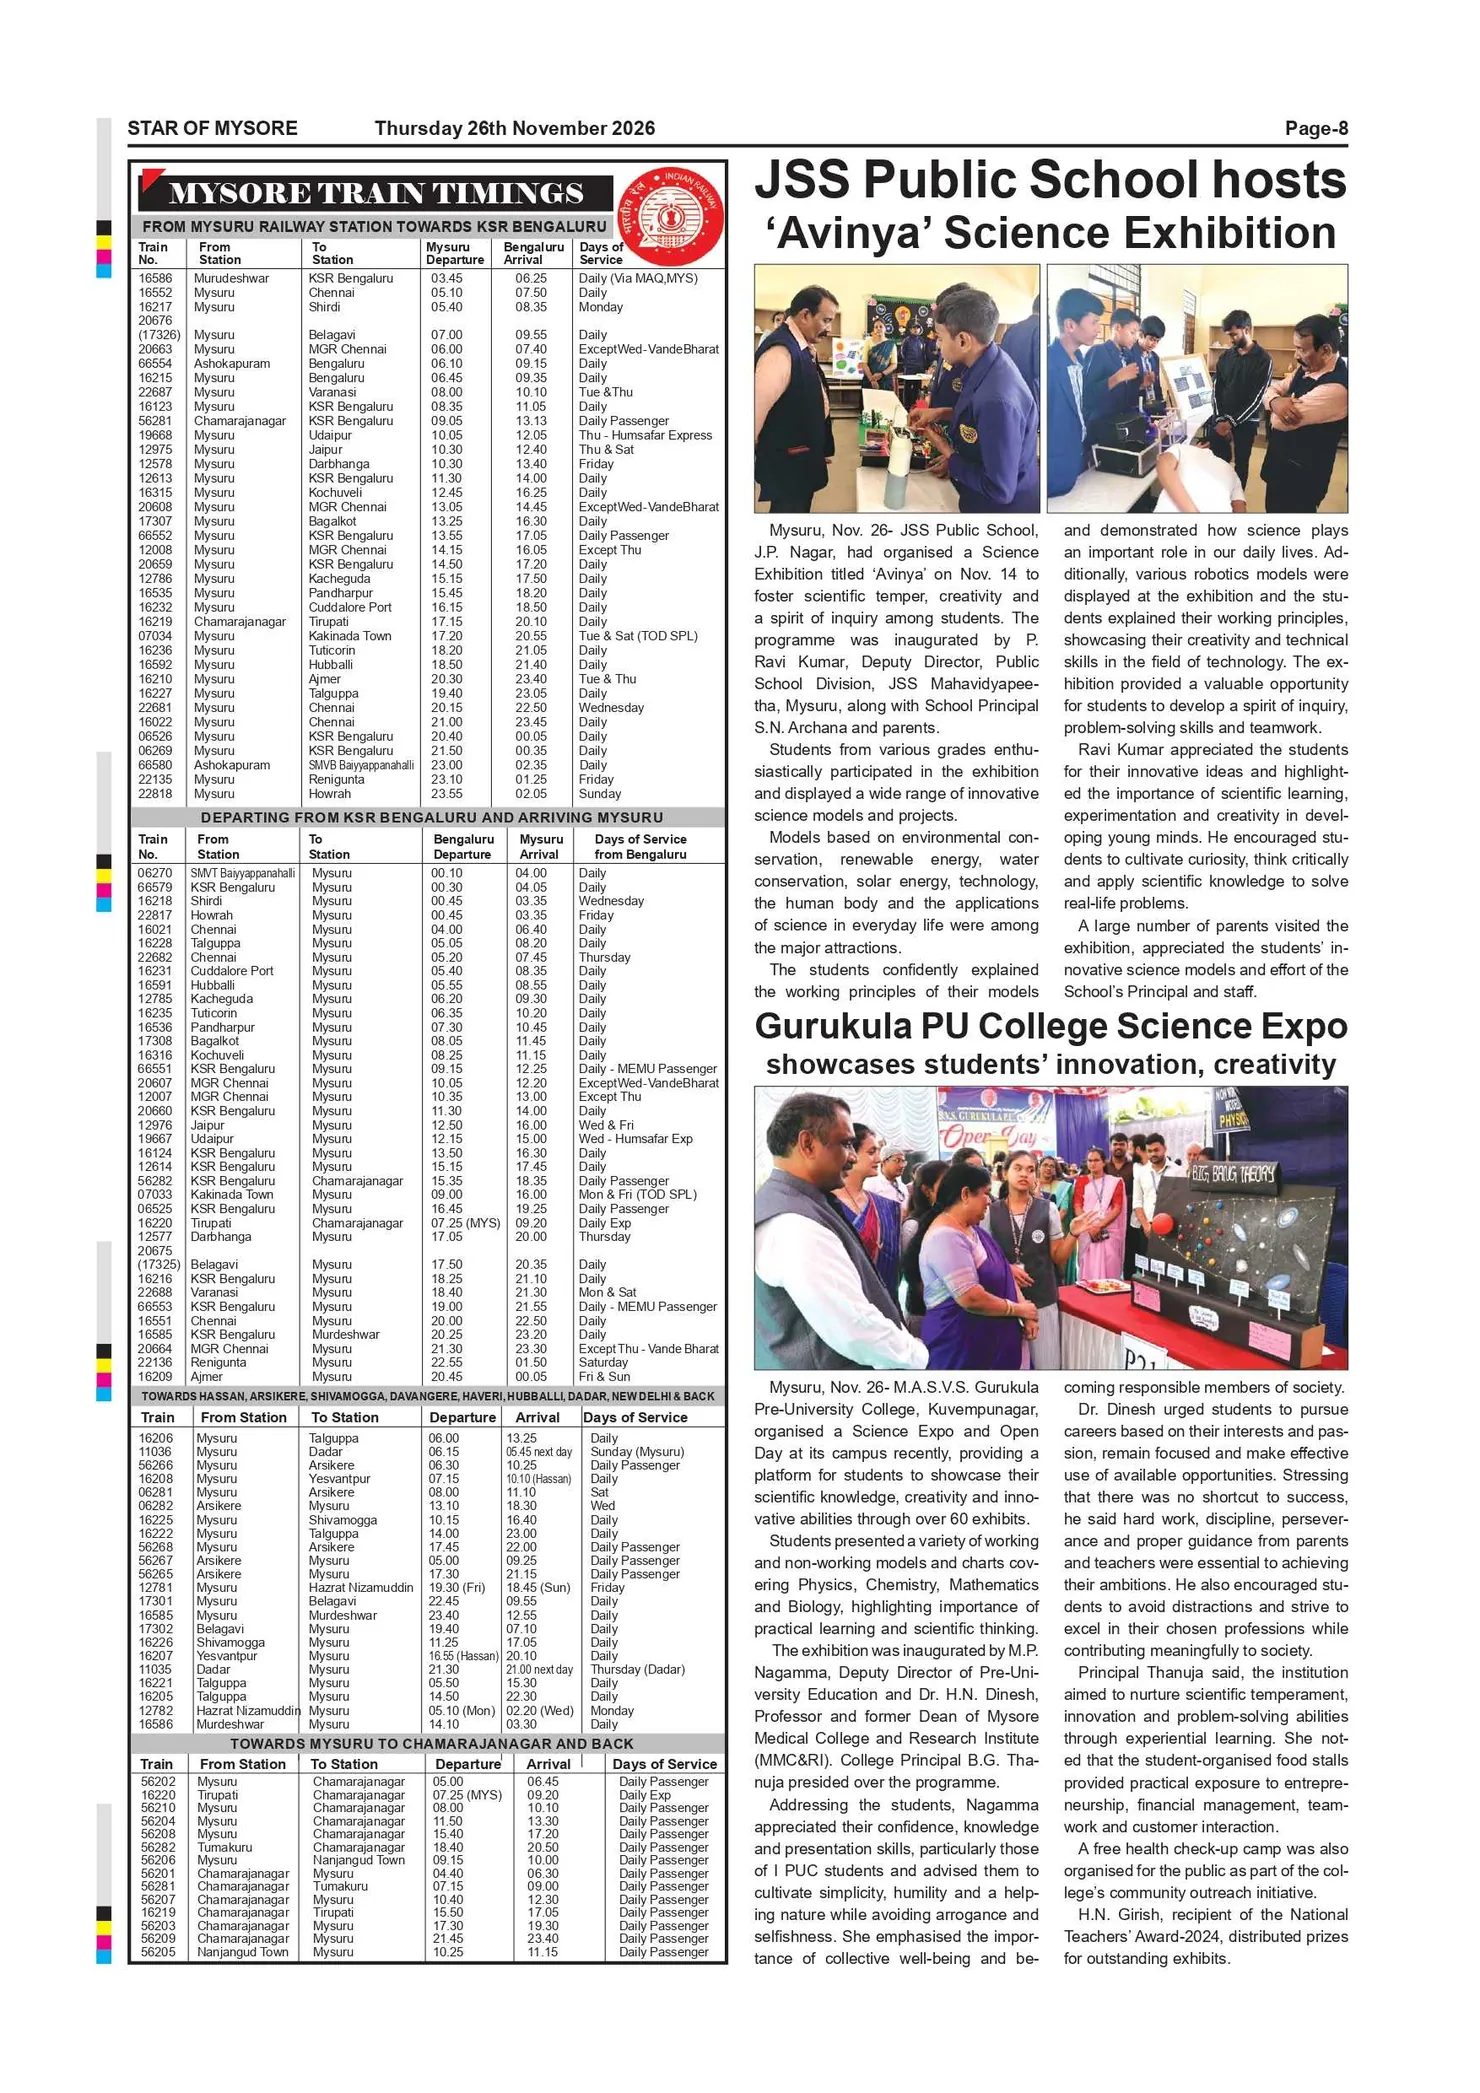 STAR OF MYSORE Thursday 26th November 2026 Page-8
MYSORE TRAIN TIMINGS
INDIAN RAILWAY
भारतीय रेल
FROM MYSURU RAILWAY STATION TOWARDS KSR BENGALURU
Train No. From Station To Station Mysuru Departure Bengaluru Arrival Days of Service
16586 Murudeshwar KSR Bengaluru 03.45 06.25 Daily (Via MAQ,MYS)
16552 Mysuru Chennai 05.10 07.50 Daily
16217 Mysuru Shirdi 05.40 08.35 Monday
20676
(17326) Mysuru Belagavi 07.00 09.55 Daily
20663 Mysuru MGR Chennai 06.00 07.40 ExceptWed-VandeBharat
66554 Ashokapuram Bengaluru 06.10 09.15 Daily
16215 Mysuru Bengaluru 06.45 09.35 Daily
22687 Mysuru Varanasi 08.00 10.10 Tue &Thu
16123 Mysuru KSR Bengaluru 08.35 11.05 Daily
56281 Chamarajanagar KSR Bengaluru 09.05 13.13 Daily Passenger
19668 Mysuru Udaipur 10.05 12.05 Thu - Humsafar Express
12975 Mysuru Jaipur 10.30 12.40 Thu & Sat
12578 Mysuru Darbhanga 10.30 13.40 Friday
12613 Mysuru KSR Bengaluru 11.30 14.00 Daily
16315 Mysuru Kochuveli 12.45 16.25 Daily
20608 Mysuru MGR Chennai 13.05 14.45 ExceptWed-VandeBharat
17307 Mysuru Bagalkot 13.25 16.30 Daily
66552 Mysuru KSR Bengaluru 13.55 17.05 Daily Passenger
12008 Mysuru MGR Chennai 14.15 16.05 Except Thu
20659 Mysuru KSR Bengaluru 14.50 17.20 Daily
12786 Mysuru Kacheguda 15.15 17.50 Daily
16535 Mysuru Pandharpur 15.45 18.20 Daily
16232 Mysuru Cuddalore Port 16.15 18.50 Daily
16219 Chamarajanagar Tirupati 17.15 20.10 Daily
07034 Mysuru Kakinada Town 17.20 20.55 Tue & Sat (TOD SPL)
16236 Mysuru Tuticorin 18.20 21.05 Daily
16592 Mysuru Hubballi 18.50 21.40 Daily
16210 Mysuru Ajmer 20.30 23.40 Tue & Thu
16227 Mysuru Talguppa 19.40 23.05 Daily
22681 Mysuru Chennai 20.15 22.50 Wednesday
16022 Mysuru Chennai 21.00 23.45 Daily
06526 Mysuru KSR Bengaluru 20.40 00.05 Daily
06269 Mysuru KSR Bengaluru 21.50 00.35 Daily
66580 Ashokapuram SMVB Baiyyappanahalli 23.00 02.35 Daily
22135 Mysuru Renigunta 23.10 01.25 Friday
22818 Mysuru Howrah 23.55 02.05 Sunday
DEPARTING FROM KSR BENGALURU AND ARRIVING MYSURU
Train No. From Station To Station Bengaluru Departure Mysuru Arrival Days of Service from Bengaluru
06270 SMVT Baiyyappanahalli Mysuru 00.10 04.00 Daily
66579 KSR Bengaluru Mysuru 00.30 04.05 Daily
16218 Shirdi Mysuru 00.45 03.35 Wednesday
22817 Howrah Mysuru 00.45 03.35 Friday
16021 Chennai Mysuru 04.00 06.40 Daily
16228 Talguppa Mysuru 05.05 08.20 Daily
22682 Chennai Mysuru 05.20 07.45 Thursday
16231 Cuddalore Port Mysuru 05.40 08.35 Daily
16591 Hubballi Mysuru 05.55 08.55 Daily
12785 Kacheguda Mysuru 06.20 09.30 Daily
16235 Tuticorin Mysuru 06.35 10.20 Daily
16536 Pandharpur Mysuru 07.30 10.45 Daily
17308 Bagalkot Mysuru 08.05 11.45 Daily
16316 Kochuveli Mysuru 08.25 11.15 Daily
66551 KSR Bengaluru Mysuru 09.15 12.25 Daily - MEMU Passenger
20607 MGR Chennai Mysuru 10.05 12.20 ExceptWed-VandeBharat
12007 MGR Chennai Mysuru 10.35 13.00 Except Thu
20660 KSR Bengaluru Mysuru 11.30 14.00 Daily
12976 Jaipur Mysuru 12.50 16.00 Wed & Fri
19667 Udaipur Mysuru 12.15 15.00 Wed - Humsafar Exp
16124 KSR Bengaluru Mysuru 13.50 16.30 Daily
12614 KSR Bengaluru Mysuru 15.15 17.45 Daily
56282 KSR Bengaluru Chamarajanagar 15.35 18.35 Daily Passenger
07033 Kakinada Town Mysuru 09.00 16.00 Mon & Fri (TOD SPL)
06525 KSR Bengaluru Mysuru 16.45 19.25 Daily Passenger
16220 Tirupati Chamarajanagar 07.25 (MYS) 09.20 Daily Exp
12577 Darbhanga Mysuru 17.05 20.00 Thursday
20675
(17325) Belagavi Mysuru 17.50 20.35 Daily
16216 KSR Bengaluru Mysuru 18.25 21.10 Daily
22688 Varanasi Mysuru 18.40 21.30 Mon & Sat
66553 KSR Bengaluru Mysuru 19.00 21.55 Daily - MEMU Passenger
16551 Chennai Mysuru 20.00 22.50 Daily
16585 KSR Bengaluru Murdeshwar 20.25 23.20 Daily
20664 MGR Chennai Mysuru 21.30 23.30 Except Thu - Vande Bharat
22136 Renigunta Mysuru 22.55 01.50 Saturday
16209 Ajmer Mysuru 20.45 00.05 Fri & Sun
TOWARDS HASSAN, ARSIKERE, SHIVAMOGGA, DAVANGERE, HAVERI, HUBBALLI, DADAR, NEW DELHI & BACK
Train From Station To Station Departure Arrival Days of Service
16206 Mysuru Talguppa 06.00 13.25 Daily
11036 Mysuru Dadar 06.15 05.45 next day Sunday (Mysuru)
56266 Mysuru Arsikere 06.30 10.25 Daily Passenger
16208 Mysuru Yesvantpur 07.15 10.10 (Hassan) Daily
06281 Mysuru Arsikere 08.00 11.10 Sat
06282 Arsikere Mysuru 13.10 18.30 Wed
16225 Mysuru Shivamogga 10.15 16.40 Daily
16222 Mysuru Talguppa 14.00 23.00 Daily
56268 Mysuru Arsikere 17.45 22.00 Daily Passenger
56267 Arsikere Mysuru 05.00 09.25 Daily Passenger
56265 Arsikere Mysuru 17.30 21.15 Daily Passenger
12781 Mysuru Hazrat Nizamuddin 19.30 (Fri) 18.45 (Sun) Friday
17301 Mysuru Belagavi 22.45 09.55 Daily
16585 Mysuru Murdeshwar 23.40 12.55 Daily
17302 Belagavi Mysuru 19.40 07.10 Daily
16226 Shivamogga Mysuru 11.25 17.05 Daily
16207 Yesvantpur Mysuru 16.55 (Hassan) 20.10 Daily
11035 Dadar Mysuru 21.30 21.00 next day Thursday (Dadar)
16221 Talguppa Mysuru 05.50 15.30 Daily
16205 Talguppa Mysuru 14.50 22.30 Daily
12782 Hazrat Nizamuddin Mysuru 05.10 (Mon) 02.20 (Wed) Monday
16586 Murdeshwar Mysuru 14.10 03.30 Daily
TOWARDS MYSURU TO CHAMARAJANAGAR AND BACK
Train From Station To Station Departure Arrival Days of Service
56202 Mysuru Chamarajanagar 05.00 06.45 Daily Passenger
16220 Tirupati Chamarajanagar 07.25 (MYS) 09.20 Daily Exp
56210 Mysuru Chamarajanagar 08.00 10.10 Daily Passenger
56204 Mysuru Chamarajanagar 11.50 13.30 Daily Passenger
56208 Mysuru Chamarajanagar 15.40 17.20 Daily Passenger
56282 Tumakuru Chamarajanagar 18.40 20.50 Daily Passenger
56206 Mysuru Nanjangud Town 09.15 10.00 Daily Passenger
56201 Chamarajanagar Mysuru 04.40 06.30 Daily Passenger
56281 Chamarajanagar Tumakuru 07.15 09.00 Daily Passenger
56207 Chamarajanagar Mysuru 10.40 12.30 Daily Passenger
16219 Chamarajanagar Tirupati 15.50 17.05 Daily Passenger
56203 Chamarajanagar Mysuru 17.30 19.30 Daily Passenger
56209 Chamarajanagar Mysuru 21.45 23.40 Daily Passenger
56205 Nanjangud Town Mysuru 10.25 11.15 Daily Passenger
JSS Public School hosts
‘Avinya’ Science Exhibition
Mysuru, Nov. 26- JSS Public School,
J.P. Nagar, had organised a Science
Exhibition titled ‘Avinya’ on Nov. 14 to
foster scientific temper, creativity and
a spirit of inquiry among students. The
programme was inaugurated by P.
Ravi Kumar, Deputy Director, Public
School Division, JSS Mahavidyapee-
tha, Mysuru, along with School Principal
S.N. Archana and parents.
Students from various grades enthu-
siastically participated in the exhibition
and displayed a wide range of innovative
science models and projects.
Models based on environmental con-
servation, renewable energy, water
conservation, solar energy, technology,
the human body and the applications
of science in everyday life were among
the major attractions.
The students confidently explained
the working principles of their models
and demonstrated how science plays
an important role in our daily lives. Ad-
ditionally, various robotics models were
displayed at the exhibition and the stu-
dents explained their working principles,
showcasing their creativity and technical
skills in the field of technology. The ex-
hibition provided a valuable opportunity
for students to develop a spirit of inquiry,
problem-solving skills and teamwork.
Ravi Kumar appreciated the students
for their innovative ideas and highlight-
ed the importance of scientific learning,
experimentation and creativity in devel-
oping young minds. He encouraged stu-
dents to cultivate curiosity, think critically
and apply scientific knowledge to solve
real-life problems.
A large number of parents visited the
exhibition, appreciated the students’ in-
novative science models and effort of the
School’s Principal and staff.
Gurukula PU College Science Expo
showcases students’ innovation, creativity
V.S. GURUKULA PU C
Open Day
NON W
MODEL
PHYSIC
BIG BANG THEORY
P21
Mysuru, Nov. 26- M.A.S.V.S. Gurukula
Pre-University College, Kuvempunagar,
organised a Science Expo and Open
Day at its campus recently, providing a
platform for students to showcase their
scientific knowledge, creativity and inno-
vative abilities through over 60 exhibits.
Students presented a variety of working
and non-working models and charts cov-
ering Physics, Chemistry, Mathematics
and Biology, highlighting importance of
practical learning and scientific thinking.
The exhibition was inaugurated by M.P.
Nagamma, Deputy Director of Pre-Uni-
versity Education and Dr. H.N. Dinesh,
Professor and former Dean of Mysore
Medical College and Research Institute
(MMC&RI). College Principal B.G. Tha-
nuja presided over the programme.
Addressing the students, Nagamma
appreciated their confidence, knowledge
and presentation skills, particularly those
of I PUC students and advised them to
cultivate simplicity, humility and a help-
ing nature while avoiding arrogance and
selfishness. She emphasised the impor-
tance of collective well-being and be-
coming responsible members of society.
Dr. Dinesh urged students to pursue
careers based on their interests and pas-
sion, remain focused and make effective
use of available opportunities. Stressing
that there was no shortcut to success,
he said hard work, discipline, persever-
ance and proper guidance from parents
and teachers were essential to achieving
their ambitions. He also encouraged stu-
dents to avoid distractions and strive to
excel in their chosen professions while
contributing meaningfully to society.
Principal Thanuja said, the institution
aimed to nurture scientific temperament,
innovation and problem-solving abilities
through experiential learning. She not-
ed that the student-organised food stalls
provided practical exposure to entrepre-
neurship, financial management, team-
work and customer interaction.
A free health check-up camp was also
organised for the public as part of the col-
lege’s community outreach initiative.
H.N. Girish, recipient of the National
Teachers’ Award-2024, distributed prizes
for outstanding exhibits.